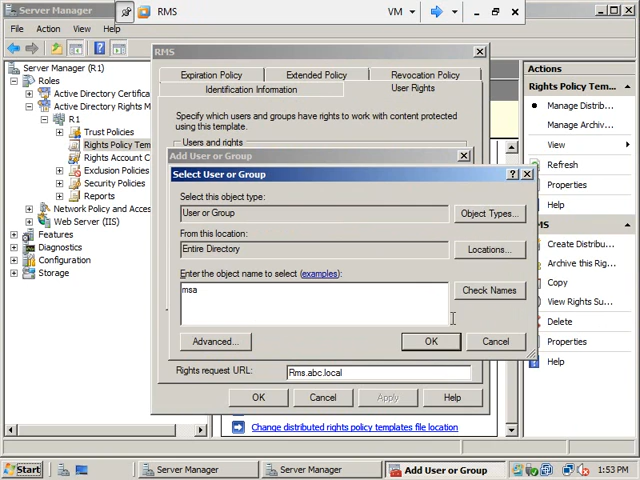 RMS
VM
File Action View Help
Server Manager (R1)
Roles
Active Directory Certifica
Active Directory Rights M
R1
Trust Policies
Rights Policy Tem
Rights Account C
Exclusion Policies
Security Policies
Reports
Network Policy and Acce
Web Server (IIS)
Features
Diagnostics
Configuration
Storage
RMS
Expiration Policy Extended Policy Revocation Policy
Identification Information User Rights
Specify which users and groups have rights to work with content protected
using this template.
Users and rights
Add User or Group
Select User or Group
Select this object type:
User or Group
Object Types...
From this location:
Entire Directory
Locations...
Enter the object name to select (examples):
msa
Check Names
Advanced...
OK
Cancel
Rights request URL:
Rms.abc.local
OK Cancel Apply Help
Change distributed rights policy templates file location
Actions
Rights Policy Tem...
Manage Distrib...
Manage Archiv...
View
Refresh
Properties
Help
MS
Create Distribu...
Archive this Rig...
Copy
View Rights Su...
Delete
Properties
Help
Start
Server Manager
Server Manager
Add User or Group
1:53 PM